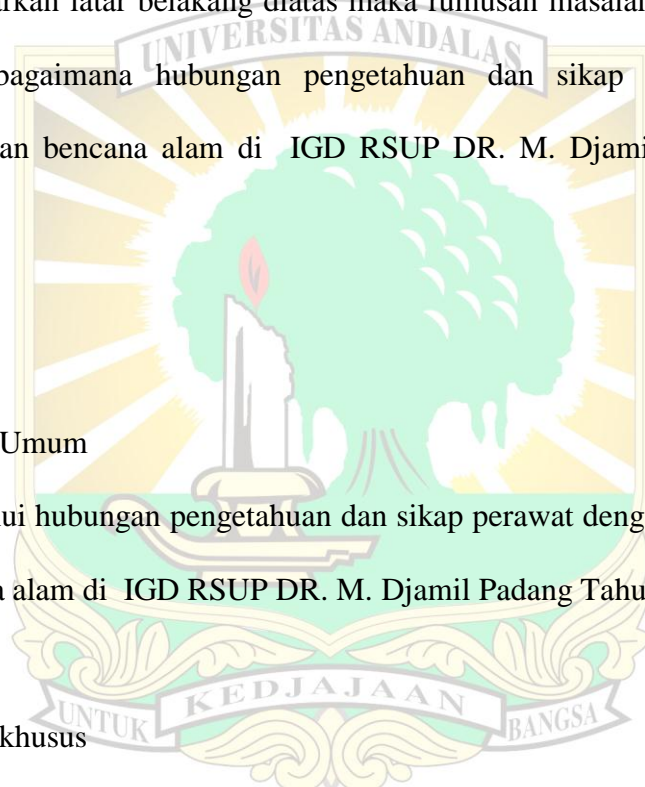 arkan latar belakang diatas maka rumusan masalah
UNIVERSITAS ANDALAS
bagaimana hubungan pengetahuan dan sikap
an bencana alam di IGD RSUP DR. M. Djami
Umum
ui hubungan pengetahuan dan sikap perawat deng
a alam di IGD RSUP DR. M. Djamil Padang Tahu
UNTUK KEDJAJAAN BANGSA
khusus